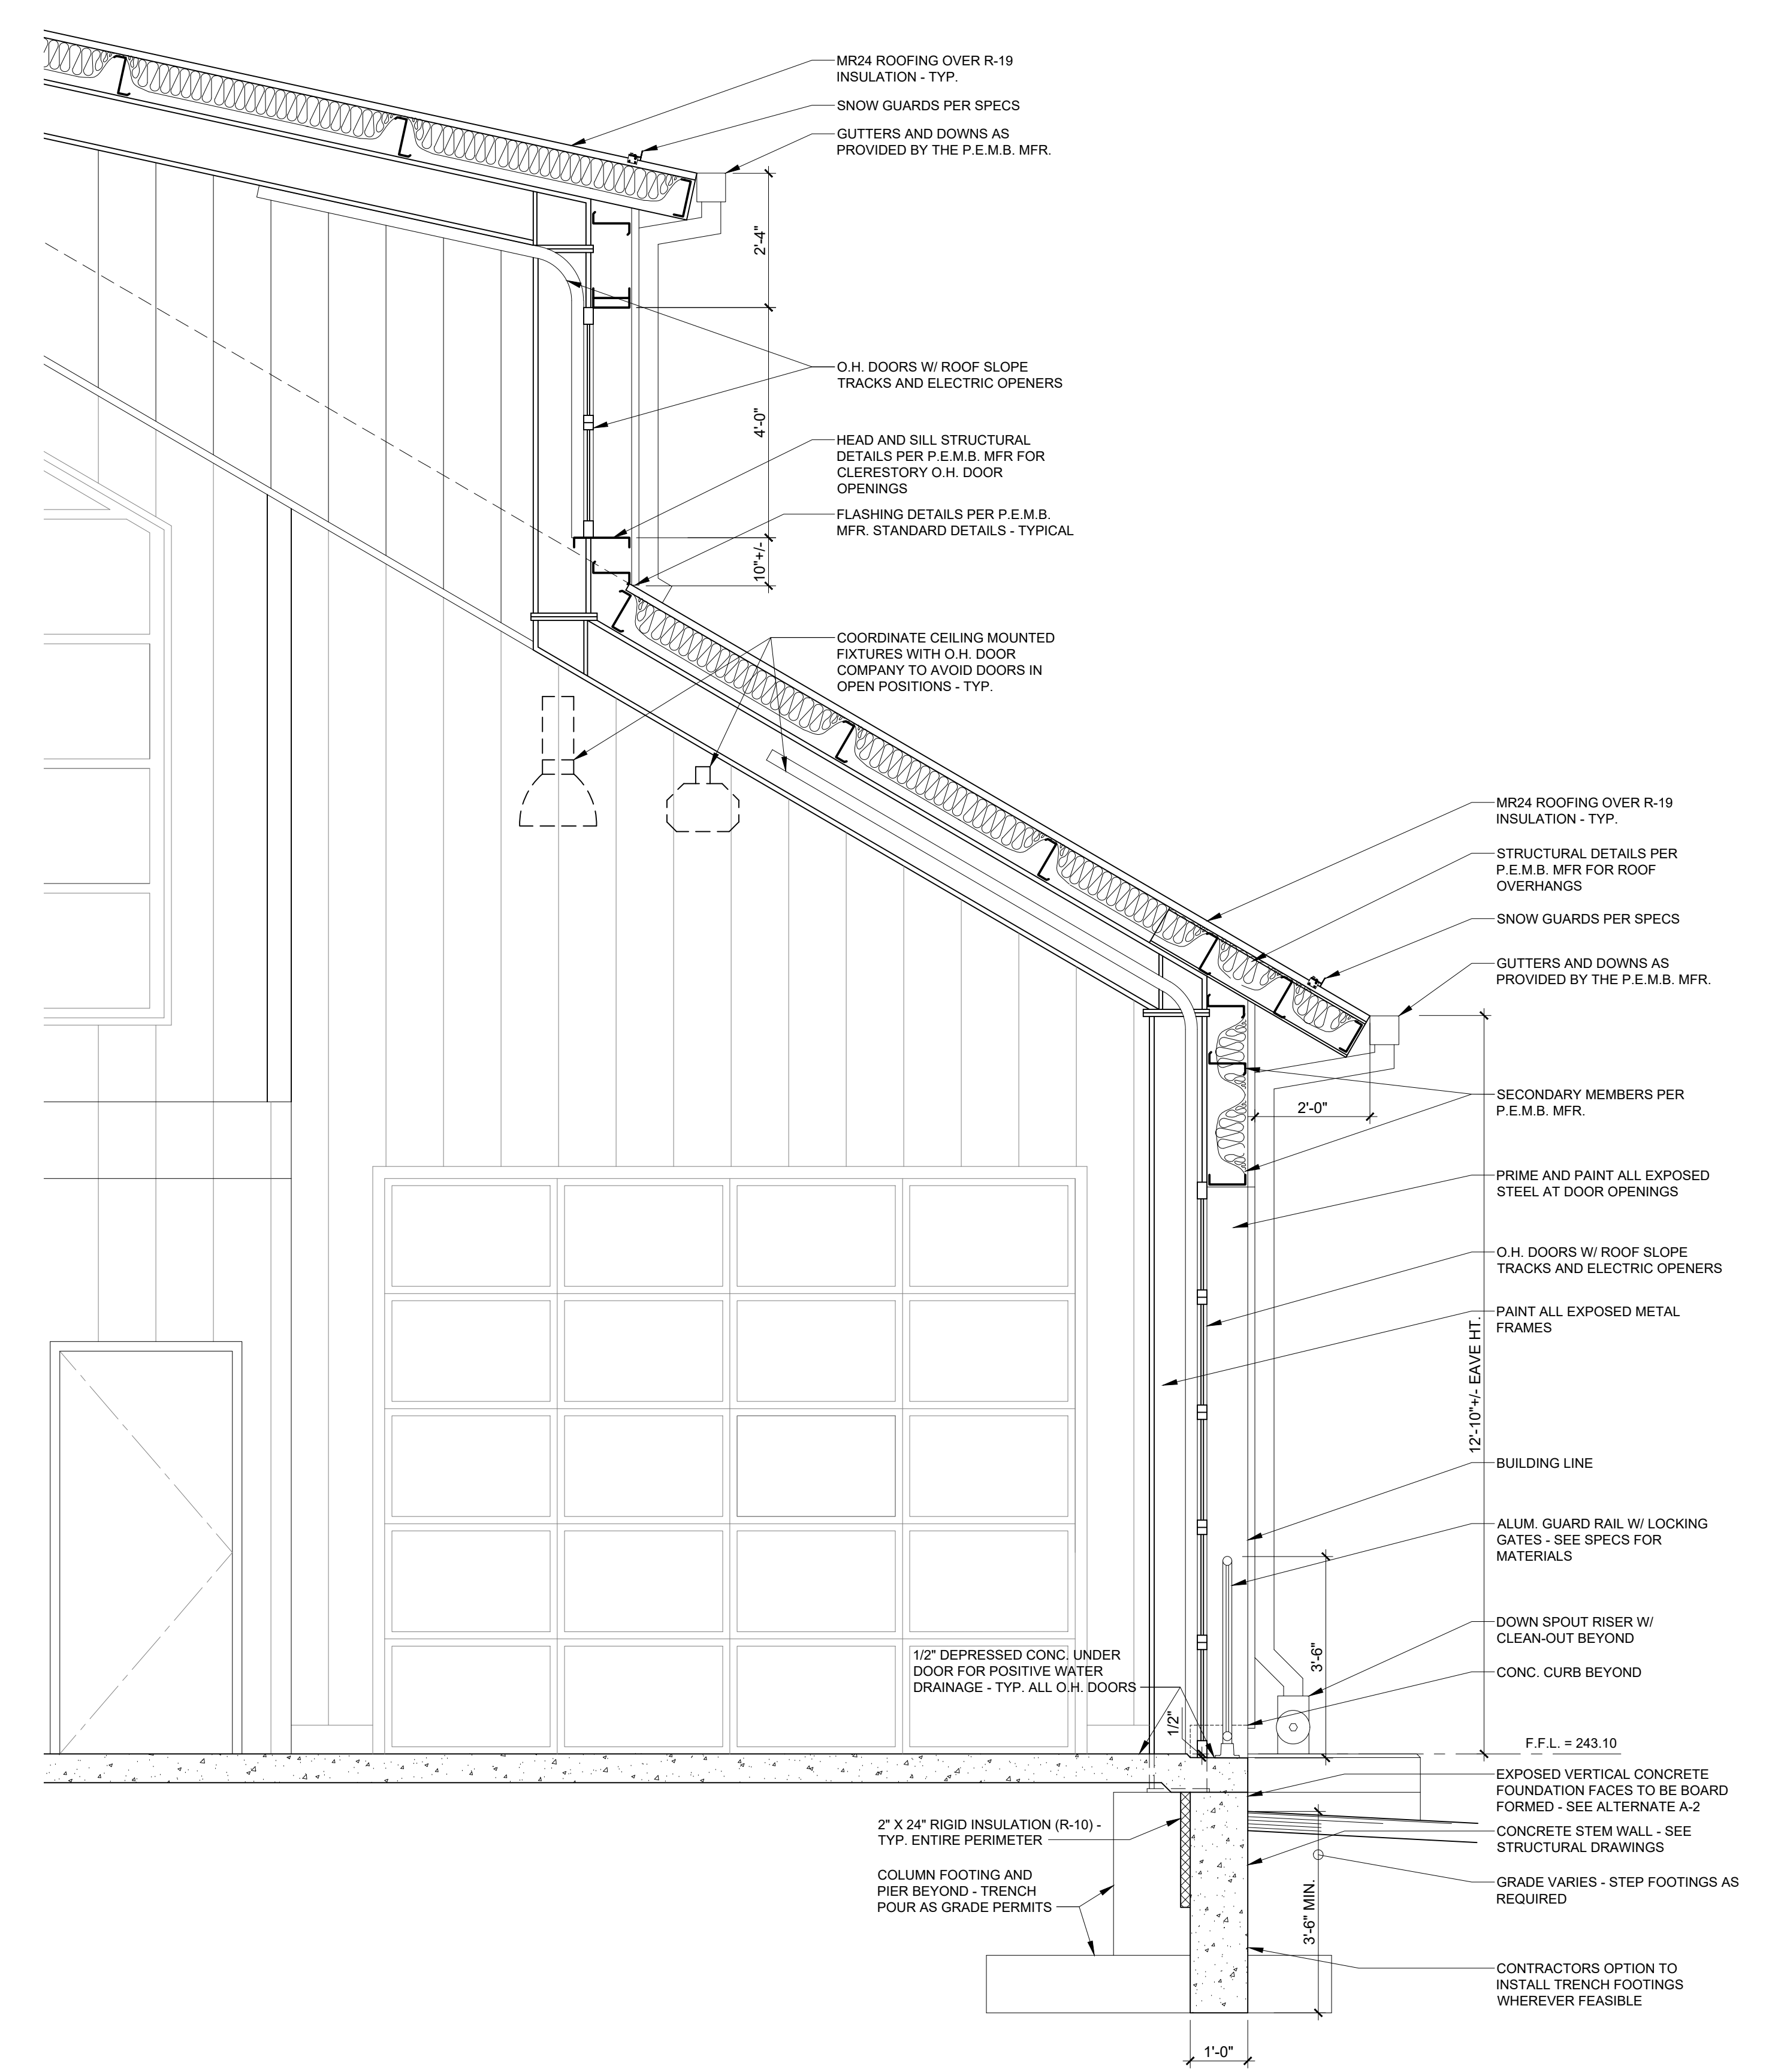 MR24 ROOFING OVER R-19
INSULATION - TYP.
SNOW GUARDS PER SPECS
GUTTERS AND DOWNS AS
PROVIDED BY THE P.E.M.B. MFR.
2'-4"
O.H. DOORS W/ ROOF SLOPE
TRACKS AND ELECTRIC OPENERS
4'-0"
HEAD AND SILL STRUCTURAL
DETAILS PER P.E.M.B. MFR FOR
CLERESTORY O.H. DOOR
OPENINGS
FLASHING DETAILS PER P.E.M.B.
MFR. STANDARD DETAILS - TYPICAL
10"+/-
COORDINATE CEILING MOUNTED
FIXTURES WITH O.H. DOOR
COMPANY TO AVOID DOORS IN
OPEN POSITIONS - TYP.
MR24 ROOFING OVER R-19
INSULATION - TYP.
STRUCTURAL DETAILS PER
P.E.M.B. MFR FOR ROOF
OVERHANGS
SNOW GUARDS PER SPECS
GUTTERS AND DOWNS AS
PROVIDED BY THE P.E.M.B. MFR.
SECONDARY MEMBERS PER
P.E.M.B. MFR.
2'-0"
PRIME AND PAINT ALL EXPOSED
STEEL AT DOOR OPENINGS
O.H. DOORS W/ ROOF SLOPE
TRACKS AND ELECTRIC OPENERS
PAINT ALL EXPOSED METAL
FRAMES
12'-10"+/- EAVE HT.
BUILDING LINE
ALUM. GUARD RAIL W/ LOCKING
GATES - SEE SPECS FOR
MATERIALS
DOWN SPOUT RISER W/
CLEAN-OUT BEYOND
3'-6"
CONC. CURB BEYOND
1/2" DEPRESSED CONC. UNDER
DOOR FOR POSITIVE WATER
DRAINAGE - TYP. ALL O.H. DOORS
1/2"
F.F.L. = 243.10
EXPOSED VERTICAL CONCRETE
FOUNDATION FACES TO BE BOARD
FORMED - SEE ALTERNATE A-2
2" X 24" RIGID INSULATION (R-10) -
TYP. ENTIRE PERIMETER
CONCRETE STEM WALL - SEE
STRUCTURAL DRAWINGS
COLUMN FOOTING AND
PIER BEYOND - TRENCH
POUR AS GRADE PERMITS
GRADE VARIES - STEP FOOTINGS AS
REQUIRED
3'-6" MIN.
CONTRACTORS OPTION TO
INSTALL TRENCH FOOTINGS
WHEREVER FEASIBLE
1'-0"